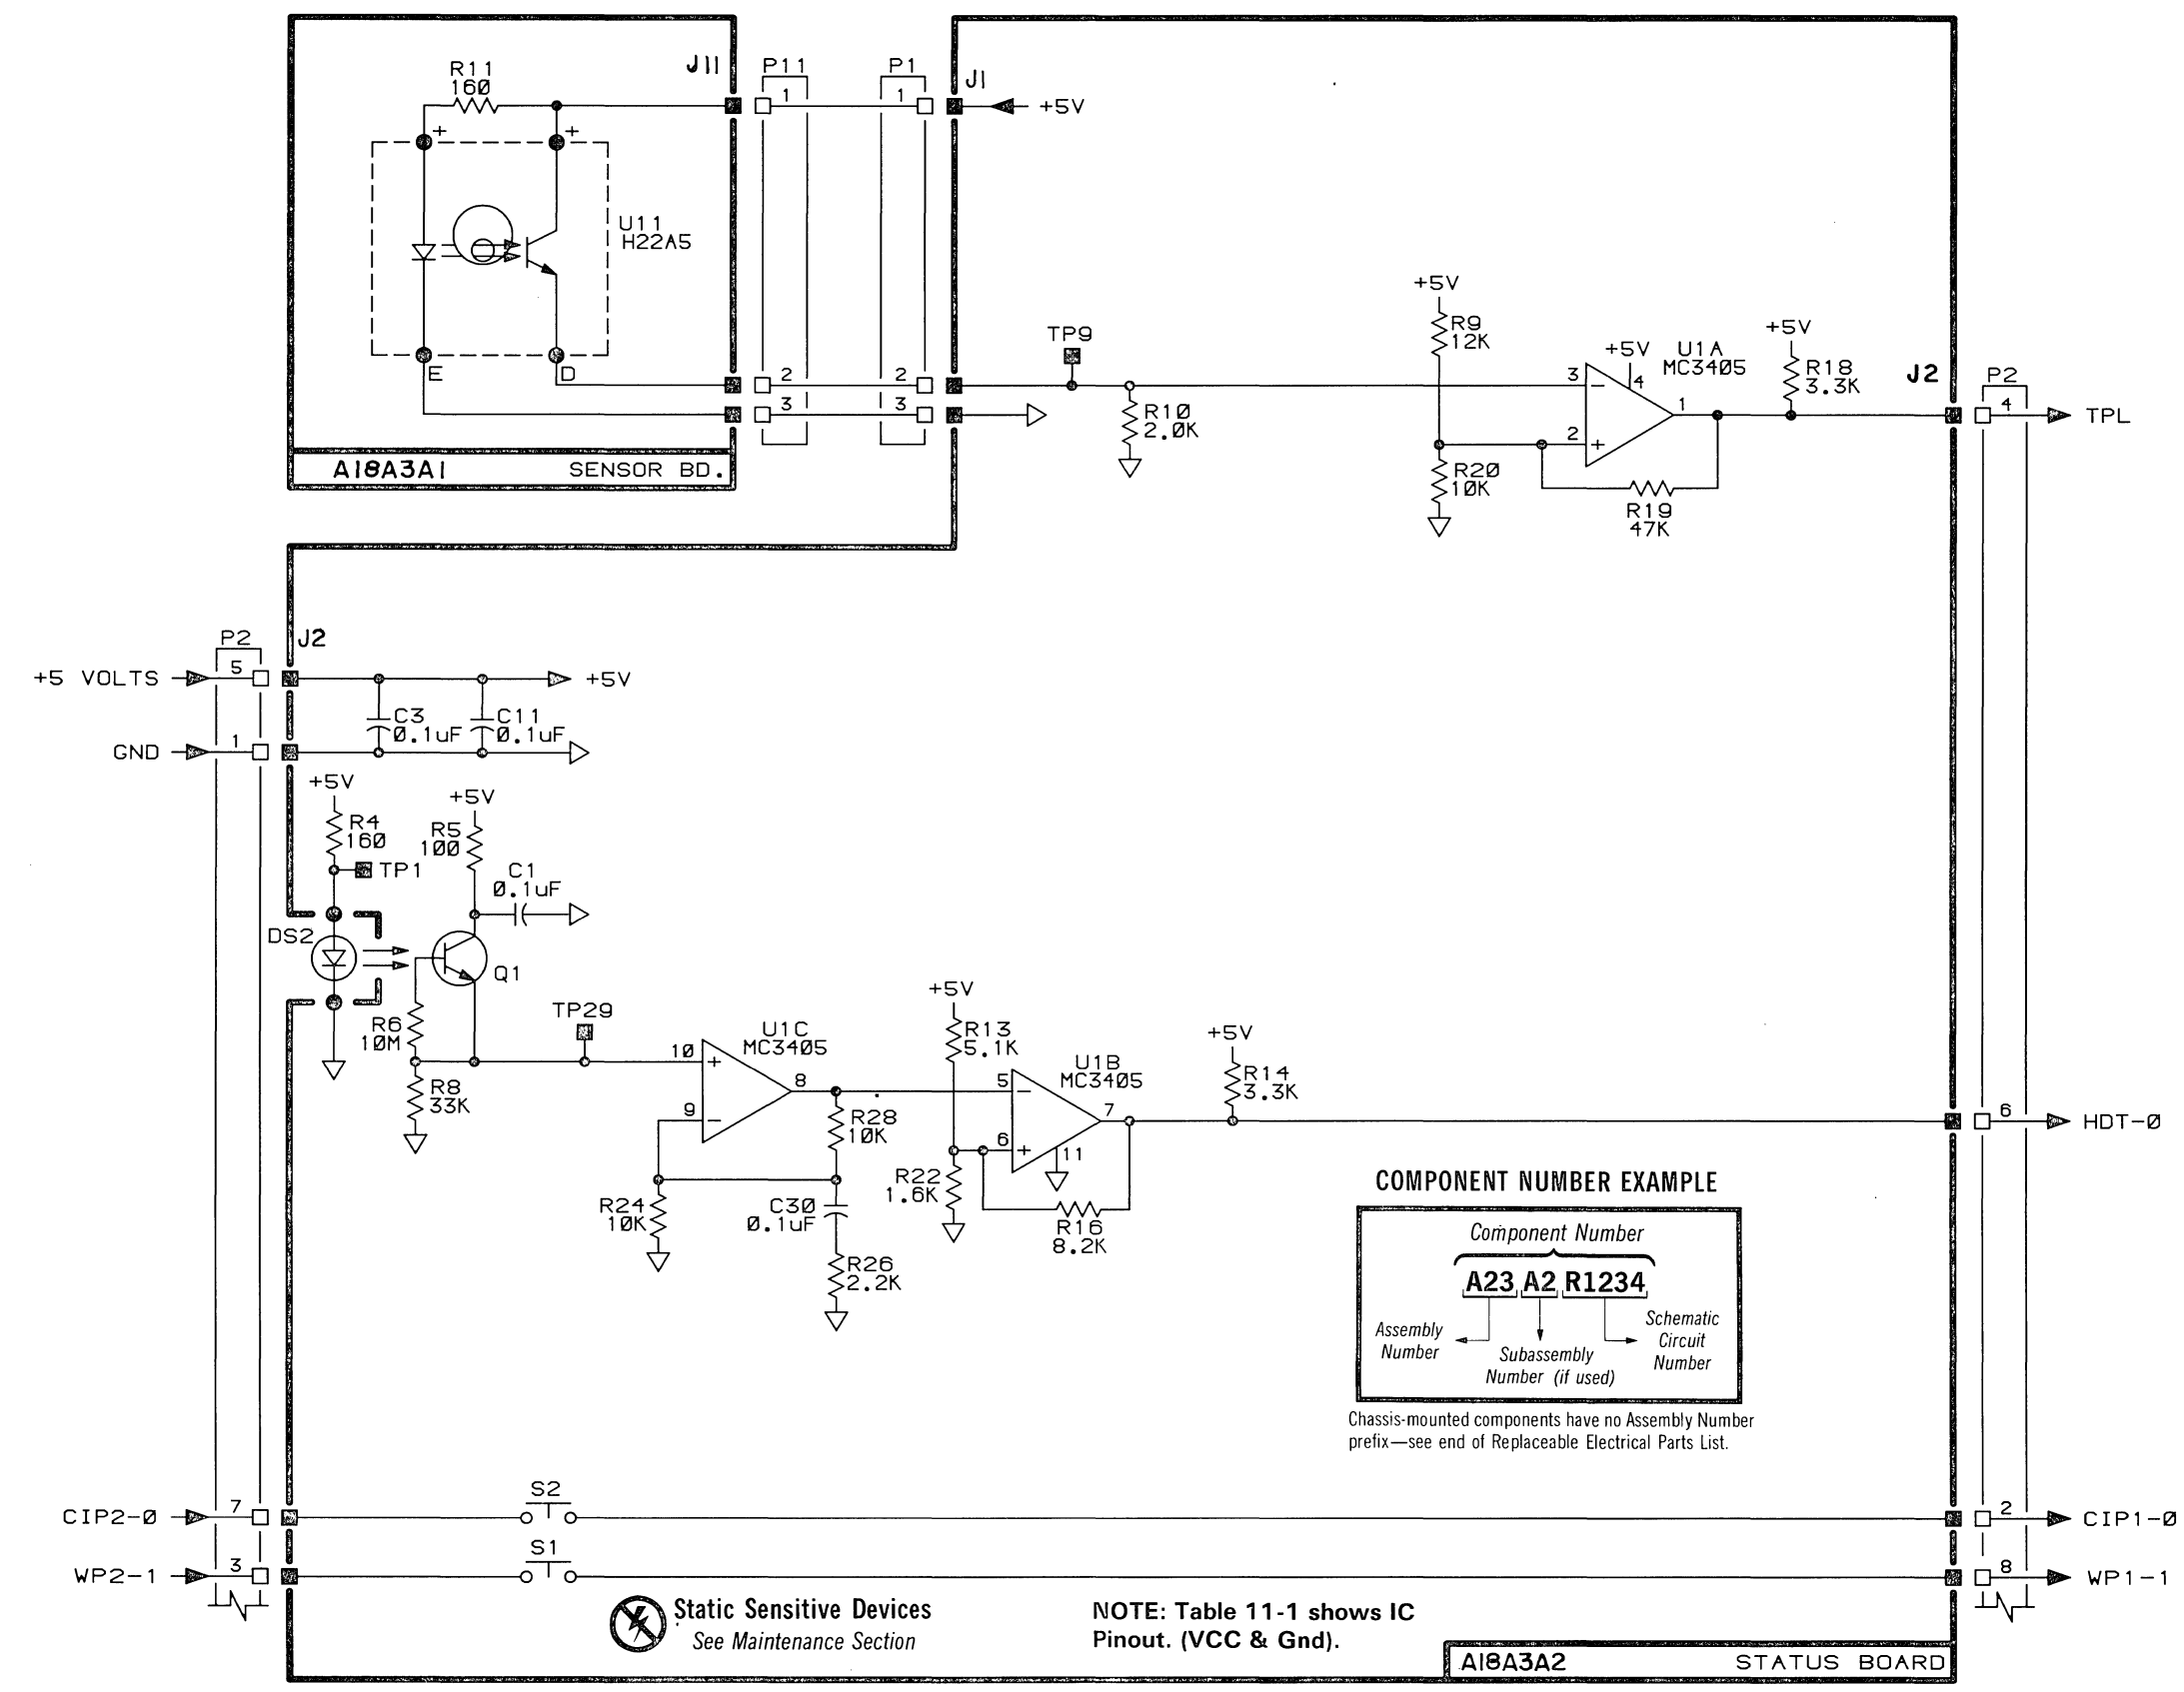 J11
P11
P1
J1
R11
160
1
1
+5V
+
+
U11
H22A5
E
D
2
2
3
3
A18A3A1
SENSOR BD.
TP9
R10
2.0K
+5V
R9
12K
R20
10K
+5V
U1A
MC3405
3
-
4
1
2
+
R19
47K
+5V
R18
3.3K
J2
P2
4
TPL
P2
J2
+5 VOLTS
5
+5V
C3
0.1uF
C11
0.1uF
GND
1
+5V
R4
160
TP1
+5V
R5
100
C1
0.1uF
DS2
Q1
R6
10M
R8
33K
TP29
U1C
MC3405
10
+
8
9
-
R28
10K
R24
10K
C30
0.1uF
R26
2.2K
+5V
R13
5.1K
U1B
MC3405
5
-
7
6
+
11
R22
1.6K
R16
8.2K
+5V
R14
3.3K
6
HDT-0
COMPONENT NUMBER EXAMPLE
Component Number
A23 A2 R1234
Assembly
Number
Subassembly
Number (if used)
Schematic
Circuit
Number
Chassis-mounted components have no Assembly Number
prefix—see end of Replaceable Electrical Parts List.
CIP2-0
7
S2
2
CIP1-0
WP2-1
3
S1
8
WP1-1
Static Sensitive Devices
See Maintenance Section
NOTE: Table 11-1 shows IC
Pinout. (VCC & Gnd).
A18A3A2
STATUS BOARD